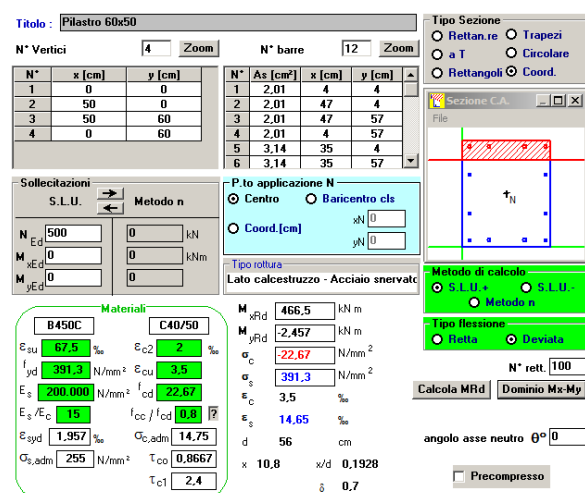 Titolo : Pilastro 60x50
N° Vertici 4 Zoom N° barre 12 Zoom
N° x [cm] y [cm]
1 0 0
2 50 0
3 50 60
4 0 60
N° As [cm²] x [cm] y [cm]
1 2,01 4 4
2 2,01 47 4
3 2,01 47 57
4 2,01 4 57
5 3,14 35 4
6 3,14 35 57
Tipo Sezione
Rettan.re Trapezi
a T Circolare
Rettangoli Coord.
Sezione C.A.
File
N
Sollecitazioni
S.L.U. Metodo n
N Ed 500 0 kN
M xEd 0 0 kNm
M yEd 0 0
P.to applicazione N
Centro Baricentro cls
Coord.[cm] xN 0
yN 0
Tipo rottura
Lato calcestruzzo - Acciaio snervato
Metodo di calcolo
S.L.U.+ S.L.U.-
Metodo n
Tipo flessione
Retta Deviata
Materiali
B450C C40/50
εsu 67,5 ‰ εc2 2 ‰
fyd 391,3 N/mm² εcu 3,5 ‰
Es 200.000 N/mm² fcd 22,67
Es/Ec 15 fcc / fcd 0,8 ?
εsyd 1,957 ‰ σc,adm 14,75
σs,adm 255 N/mm² τco 0,8667
τc1 2,4
M xRd 466,5 kN m
M yRd -2,457 kN m
σc -22,67 N/mm²
σs 391,3 N/mm²
εc 3,5 ‰
εs 14,65 ‰
d 56 cm
x 10,8 x/d 0,1928
δ 0,7
N° rett. 100
Calcola MRd Dominio Mx-My
angolo asse neutro θ° 0
Precompresso